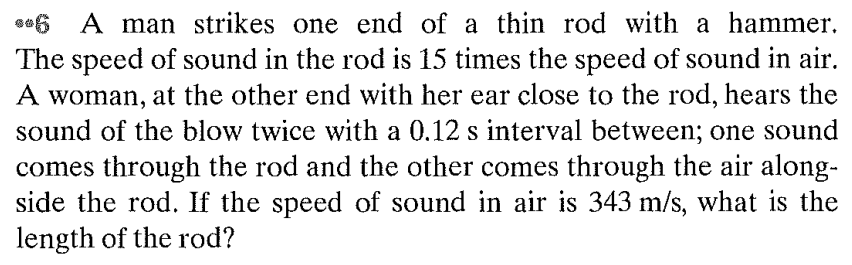 **6 A man strikes one end of a thin rod with a hammer.
The speed of sound in the rod is 15 times the speed of sound in air.
A woman, at the other end with her ear close to the rod, hears the
sound of the blow twice with a 0.12 s interval between; one sound
comes through the rod and the other comes through the air along-
side the rod. If the speed of sound in air is 343 m/s, what is the
length of the rod?